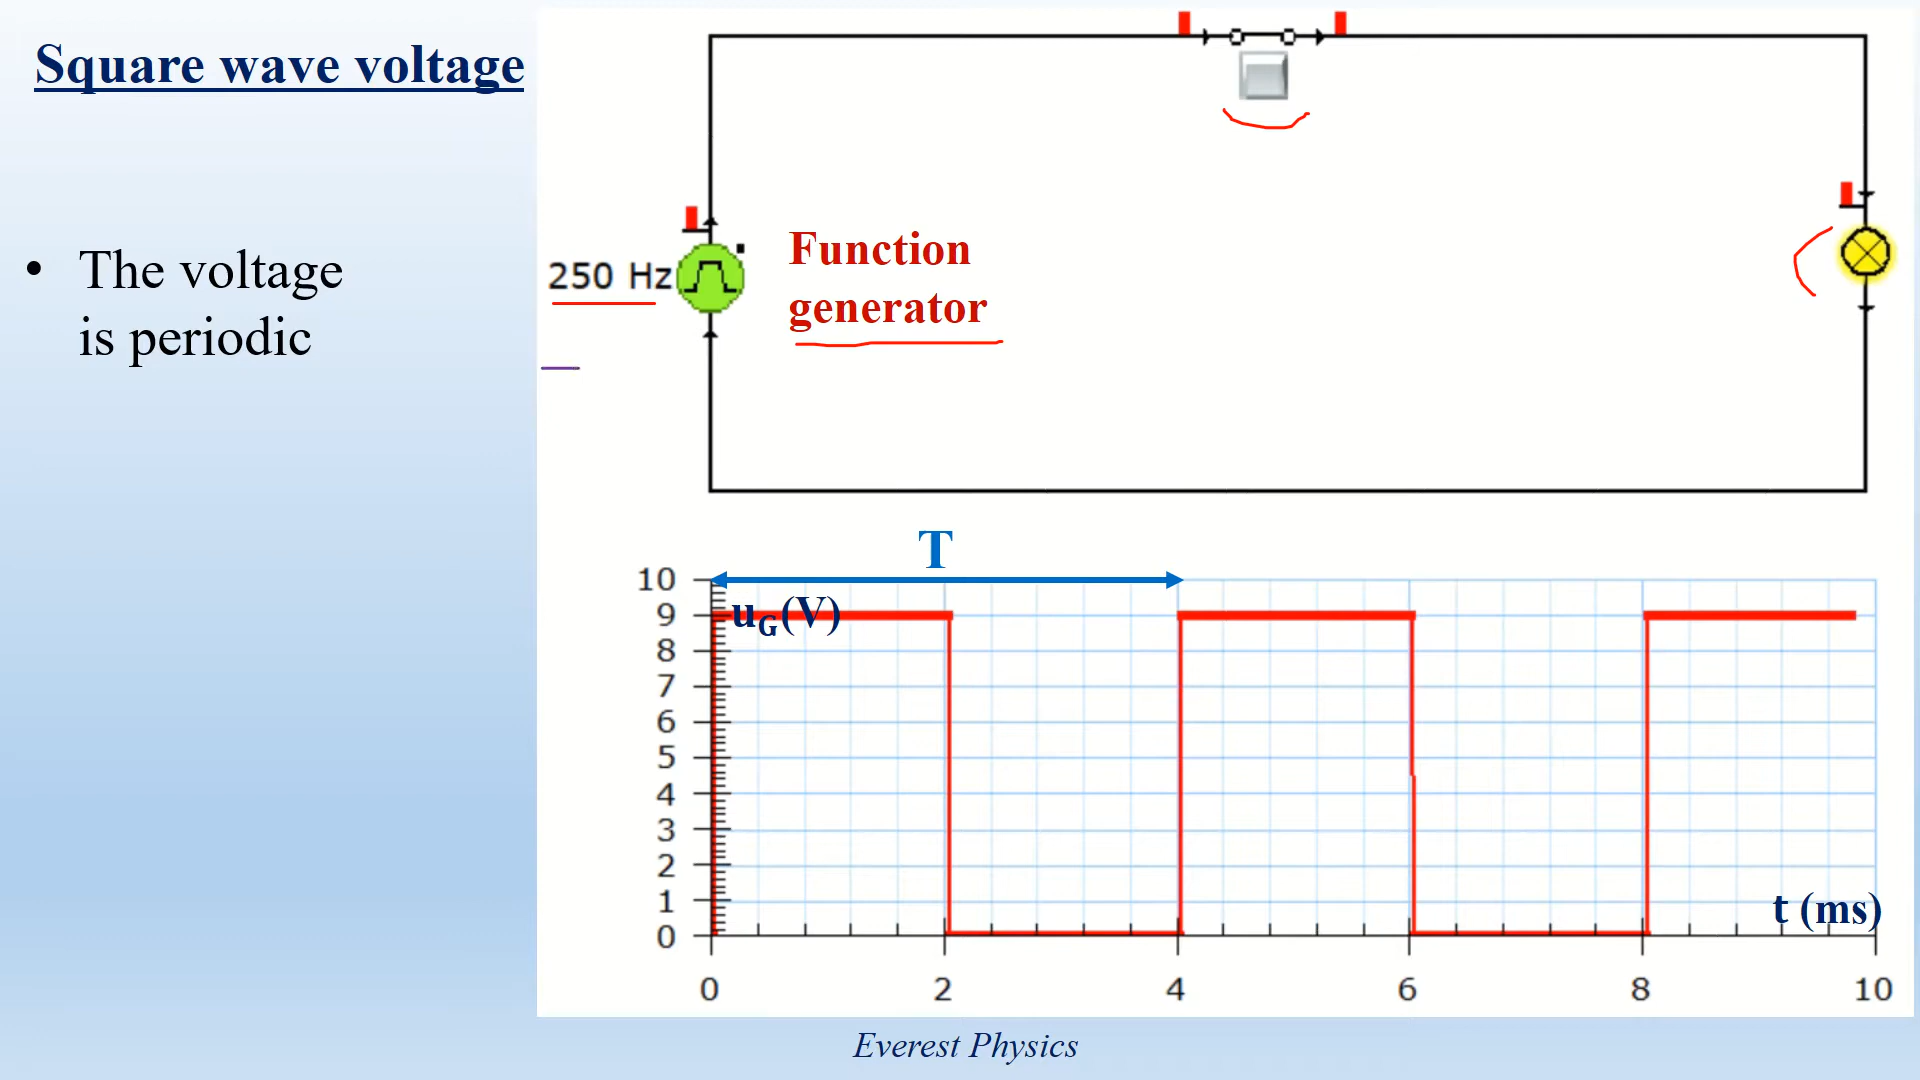 Square wave voltage
• The voltage
is periodic
250 Hz
Function
generator
T
10
9
8
7
6
5
4
3
2
1
0
uG(V)
t (ms)
0 2 4 6 8 10
Everest Physics